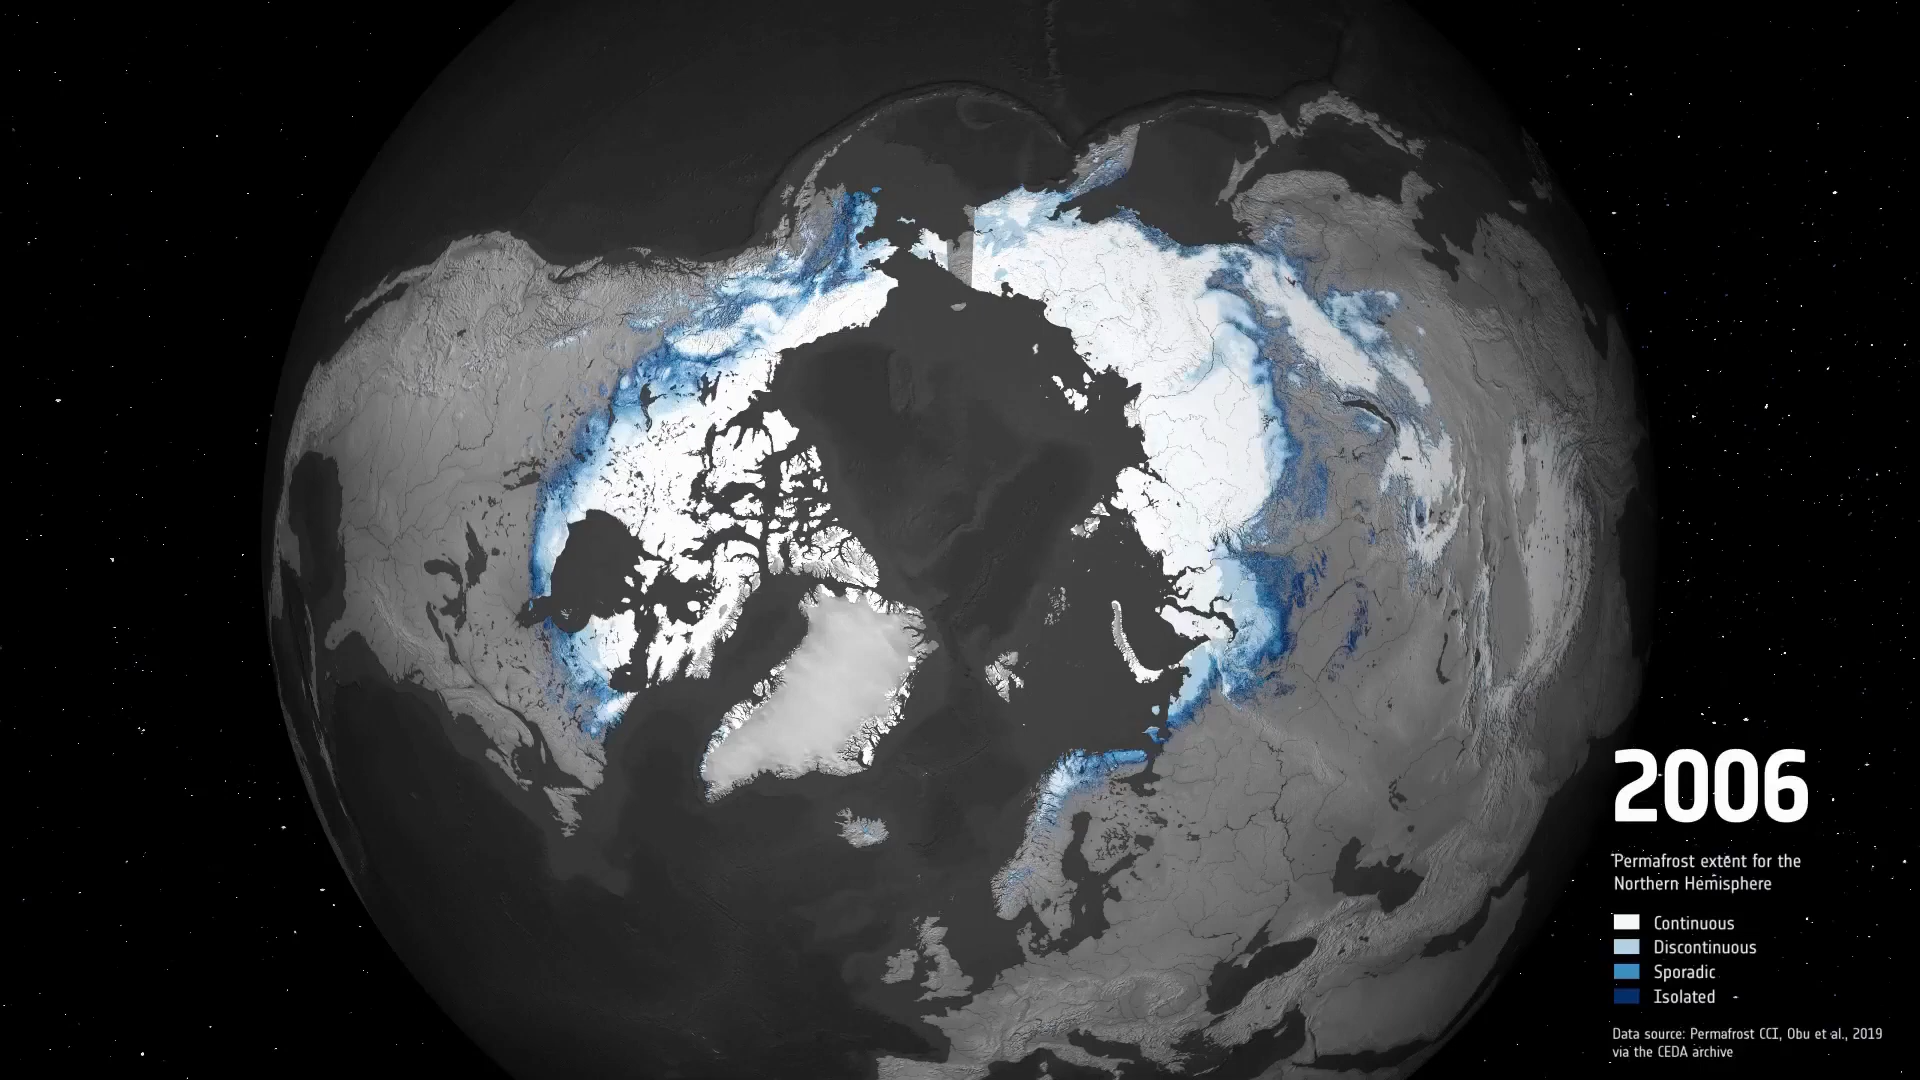 2006
Permafrost extent for the
Northern Hemisphere
Continuous
Discontinuous
Sporadic
Isolated
Data source: Permafrost CCI, Obu et al., 2019
via the CEDA archive